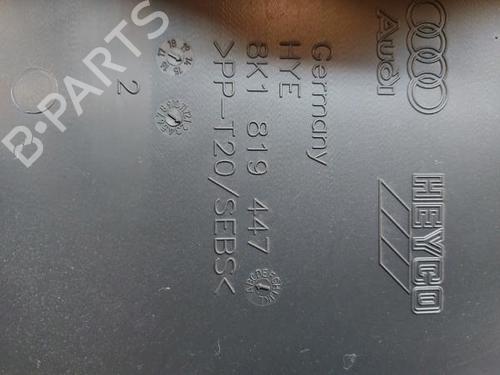 Audi
HEYCO
Germany
HYE
8K1 819 447
>PP-T20/SEBS<
2
B-PARTS